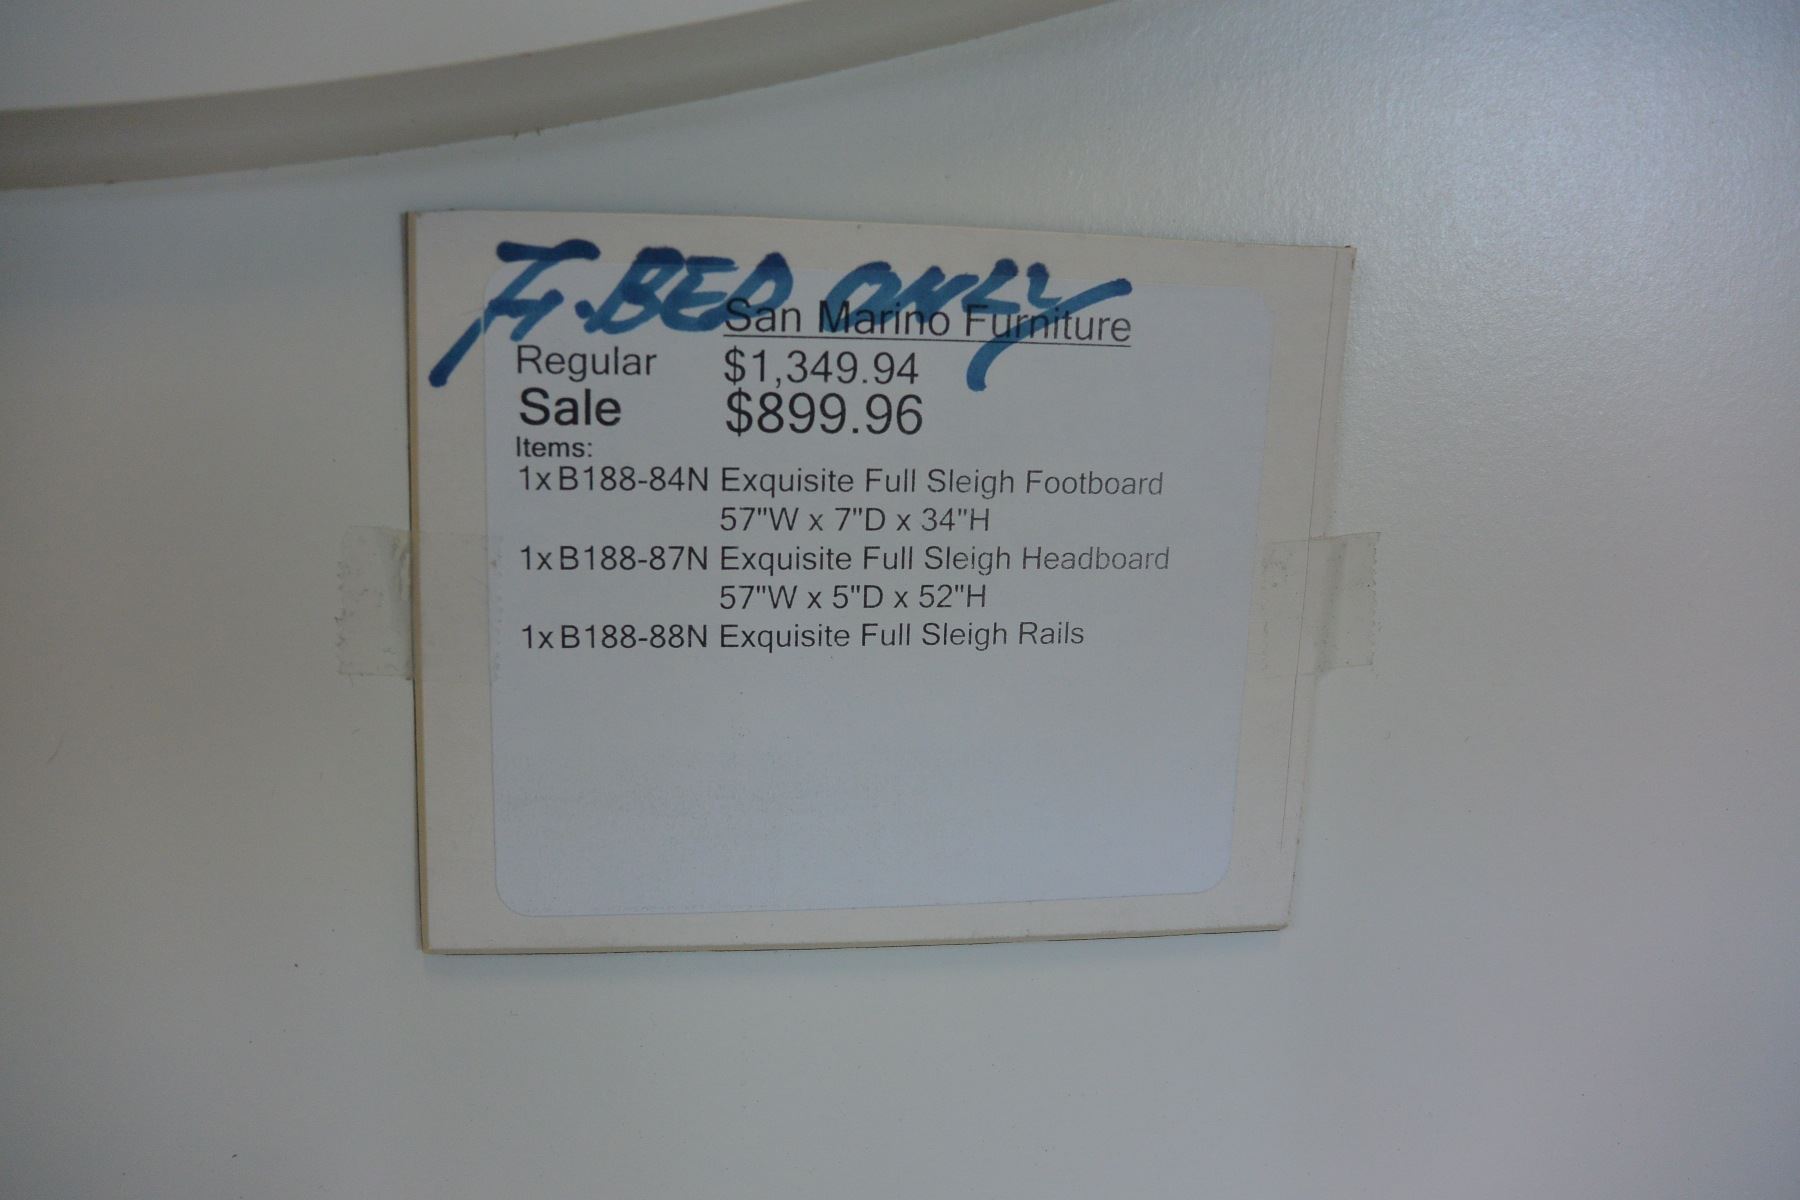 F. BED ONLY
San Marino Furniture
Regular $1,349.94
Sale $899.96
Items:
1x B188-84N Exquisite Full Sleigh Footboard
57"W x 7"D x 34"H
1x B188-87N Exquisite Full Sleigh Headboard
57"W x 5"D x 52"H
1x B188-88N Exquisite Full Sleigh Rails